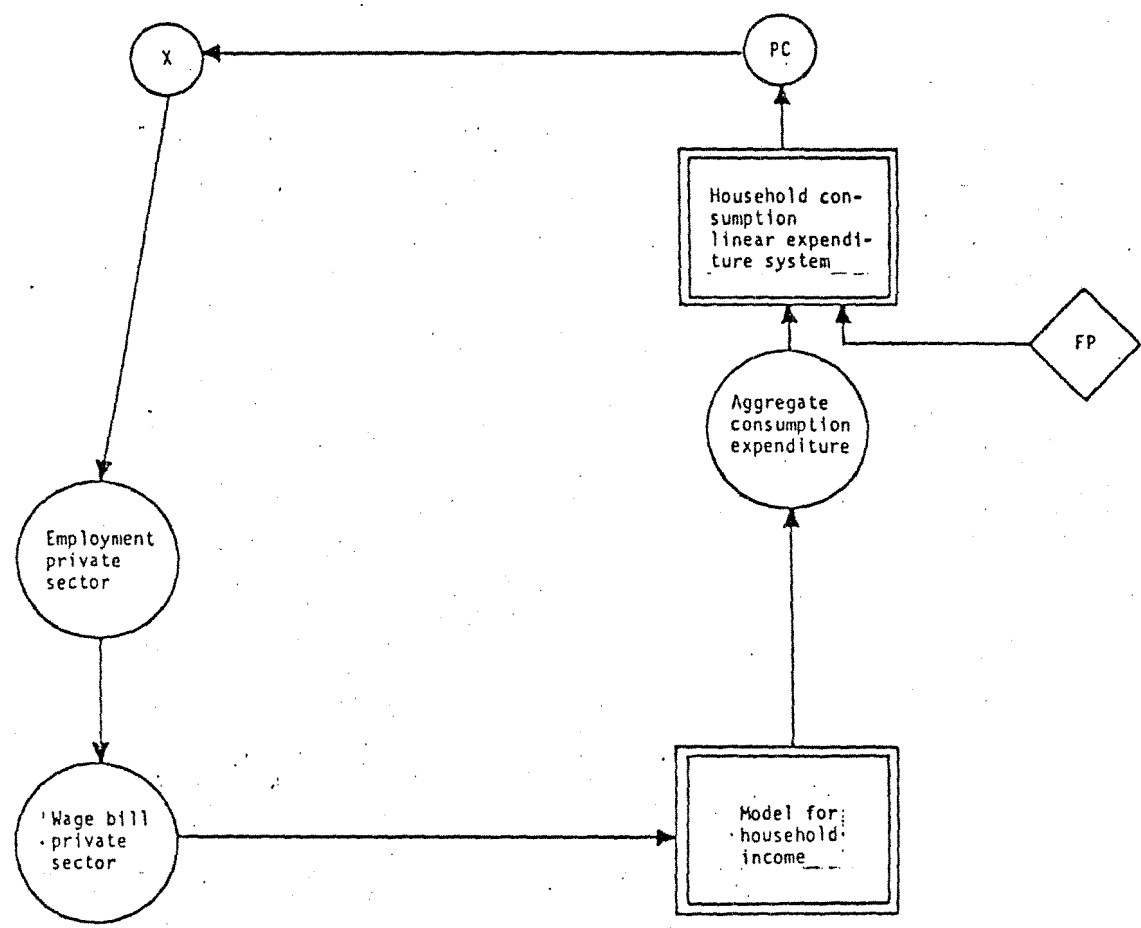 X
PC
Household con-
sumption
linear expendi-
ture system
FP
Aggregate
consumption
expenditure
Employment
private
sector
Wage bill
private
sector
Model for
household
income